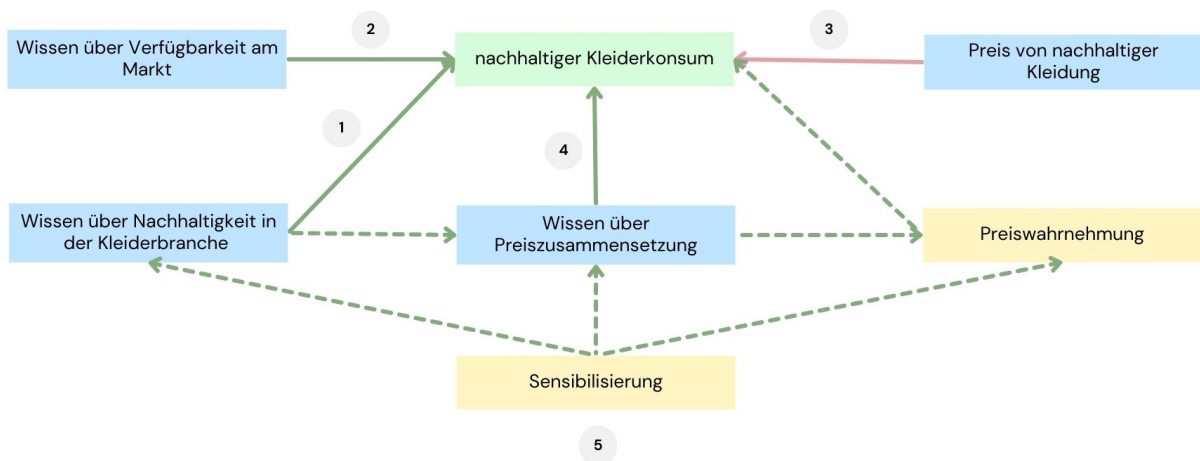 2
3
Wissen über Verfügbarkeit am
Markt
nachhaltiger Kleiderkonsum
Preis von nachhaltiger
Kleidung
1
4
Wissen über Nachhaltigkeit in
der Kleiderbranche
Wissen über
Preiszusammensetzung
Preiswahrnehmung
Sensibilisierung
5